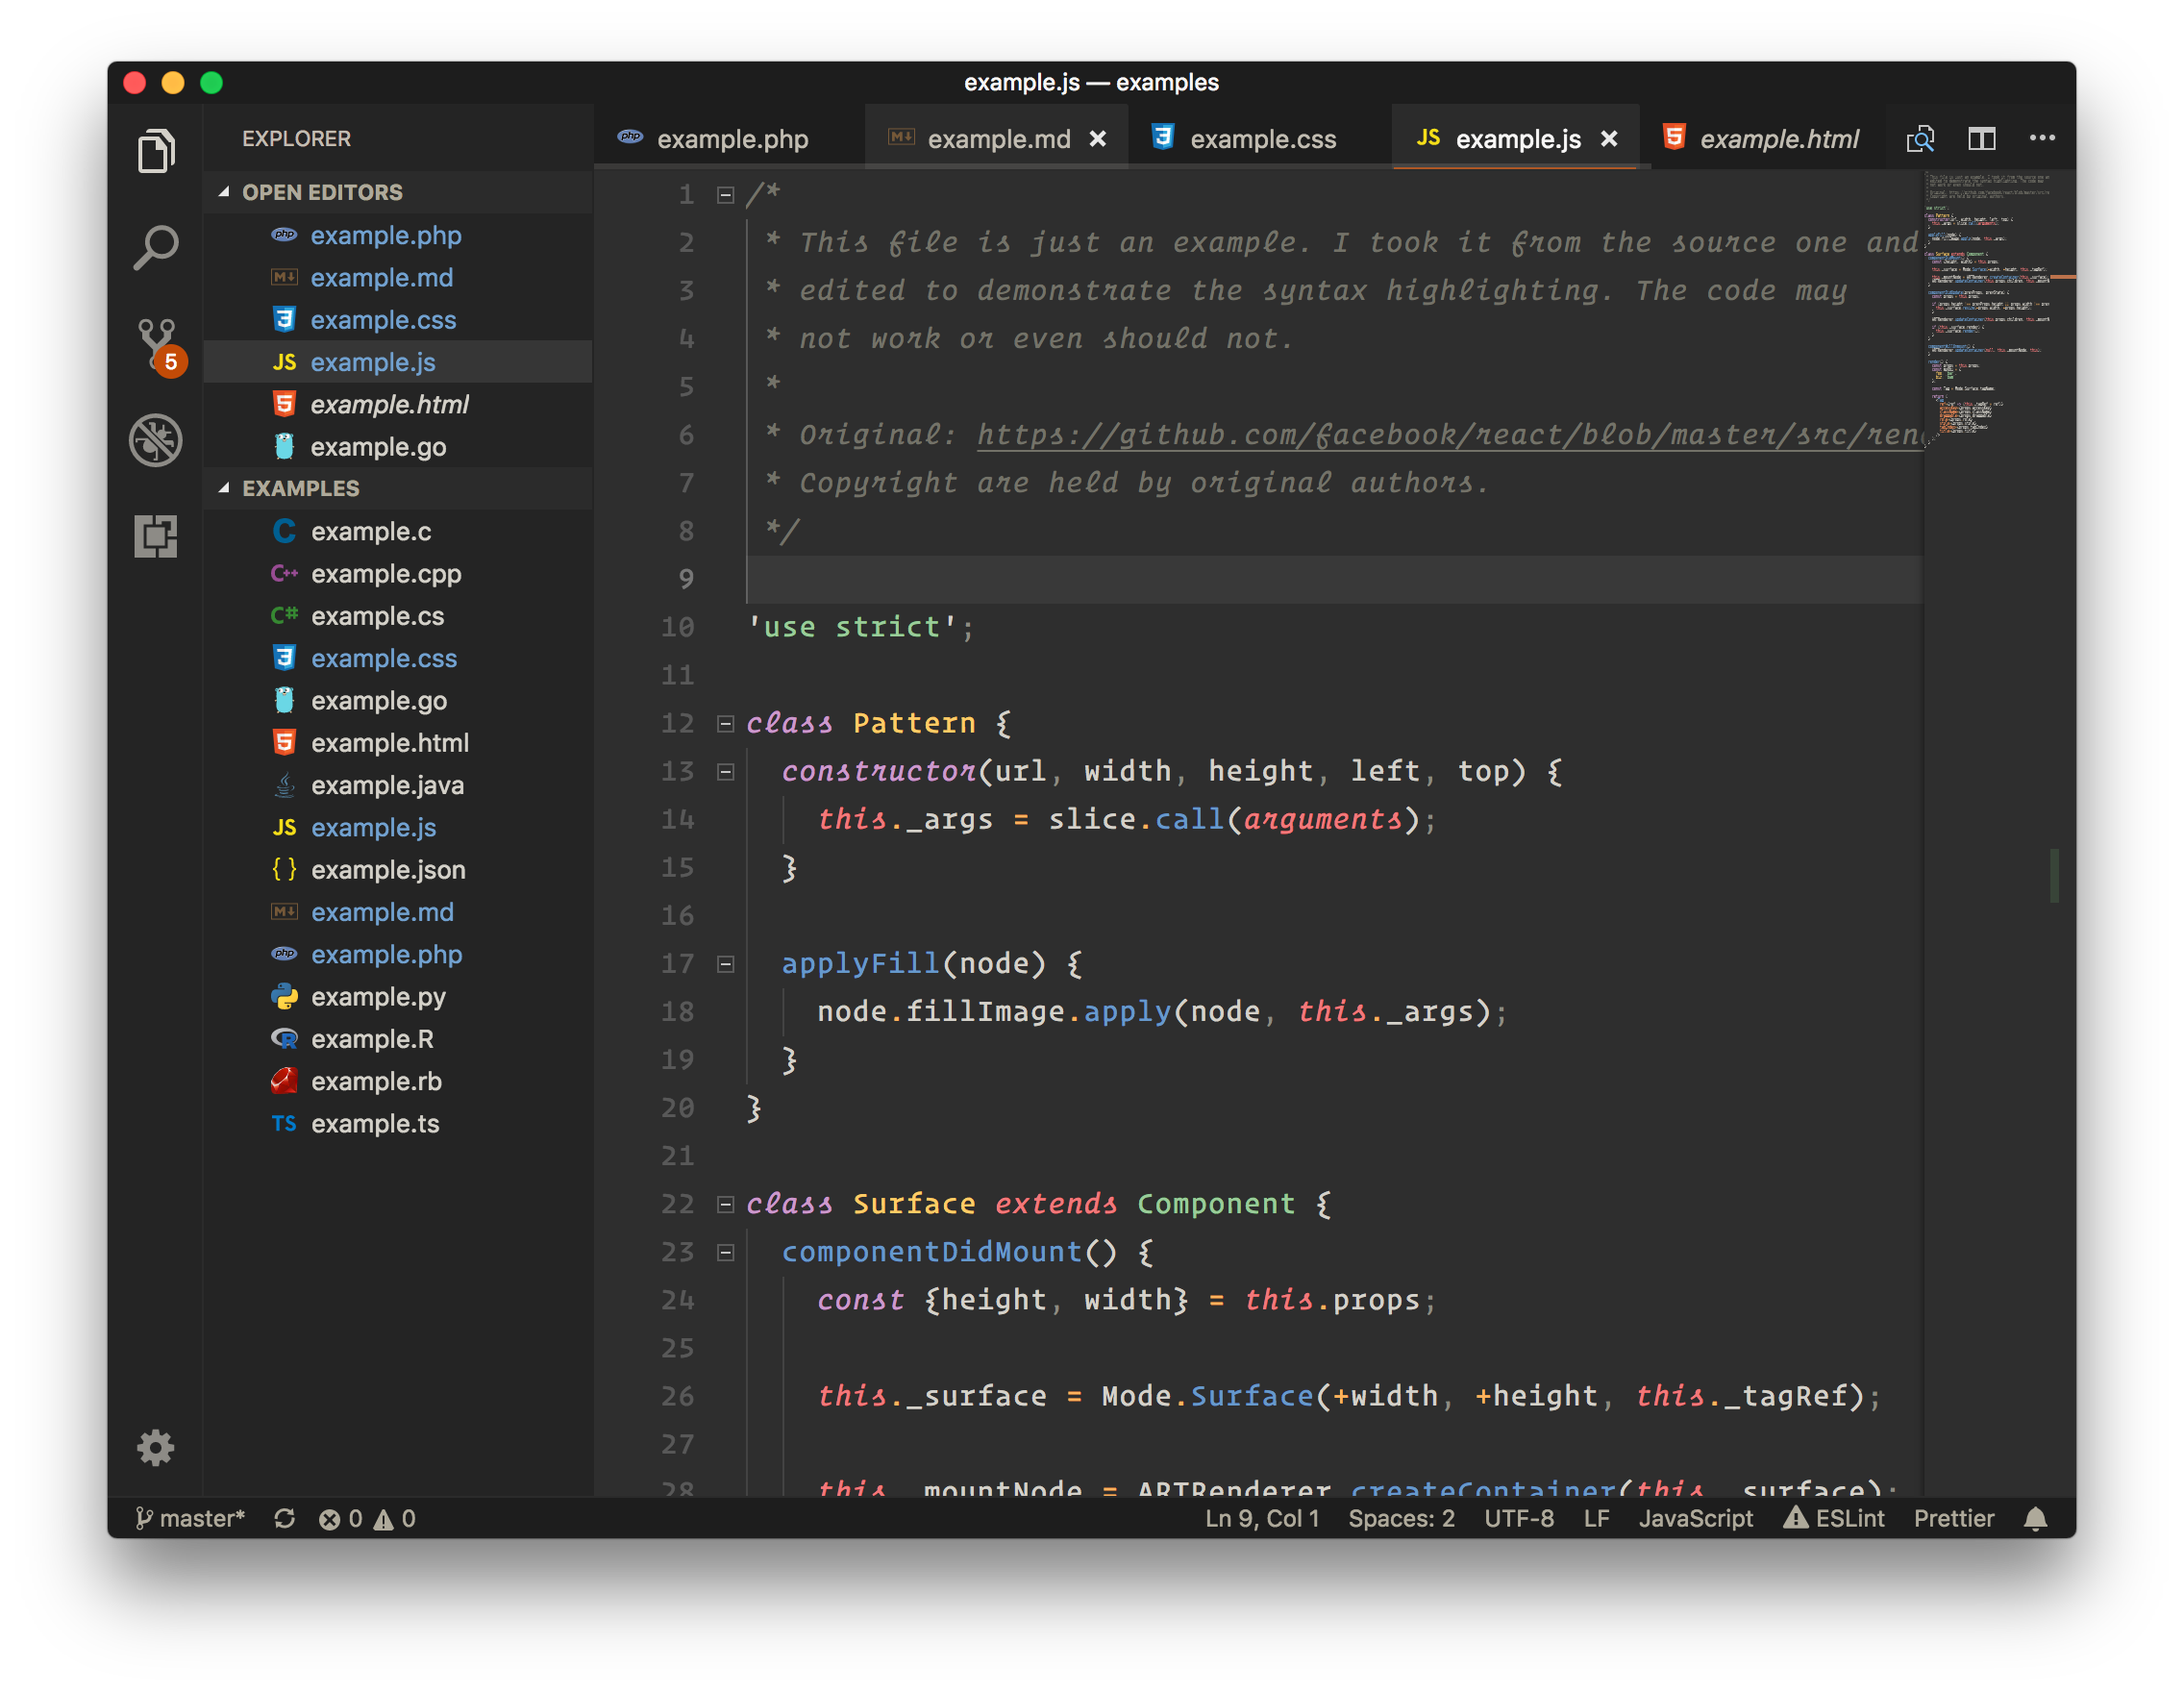 example.js — examples
EXPLORER
OPEN EDITORS
php example.php
M↓ example.md
3 example.css
JS example.js
5 example.html
example.go
5
EXAMPLES
C example.c
C++ example.cpp
C# example.cs
3 example.css
example.go
5 example.html
example.java
JS example.js
{ } example.json
M↓ example.md
php example.php
example.py
R example.R
example.rb
TS example.ts
php example.php M↓ example.md × 3 example.css JS example.js × 5 example.html ···
1 /*
2 * This file is just an example. I took it from the source one and
3 * edited to demonstrate the syntax highlighting. The code may
4 * not work or even should not.
5 *
6 * Original: https://github.com/facebook/react/blob/master/src/ren
7 * Copyright are held by original authors.
8 */
9
10 'use strict';
11
12 class Pattern {
13 constructor(url, width, height, left, top) {
14 this._args = slice.call(arguments);
15 }
16
17 applyFill(node) {
18 node.fillImage.apply(node, this._args);
19 }
20 }
21
22 class Surface extends Component {
23 componentDidMount() {
24 const {height, width} = this.props;
25
26 this._surface = Mode.Surface(+width, +height, this._tagRef);
27
28 this._mountNode = ARTRenderer.createContainer(this._surface);
master* 0 0 Ln 9, Col 1 Spaces: 2 UTF-8 LF JavaScript ESLint Prettier